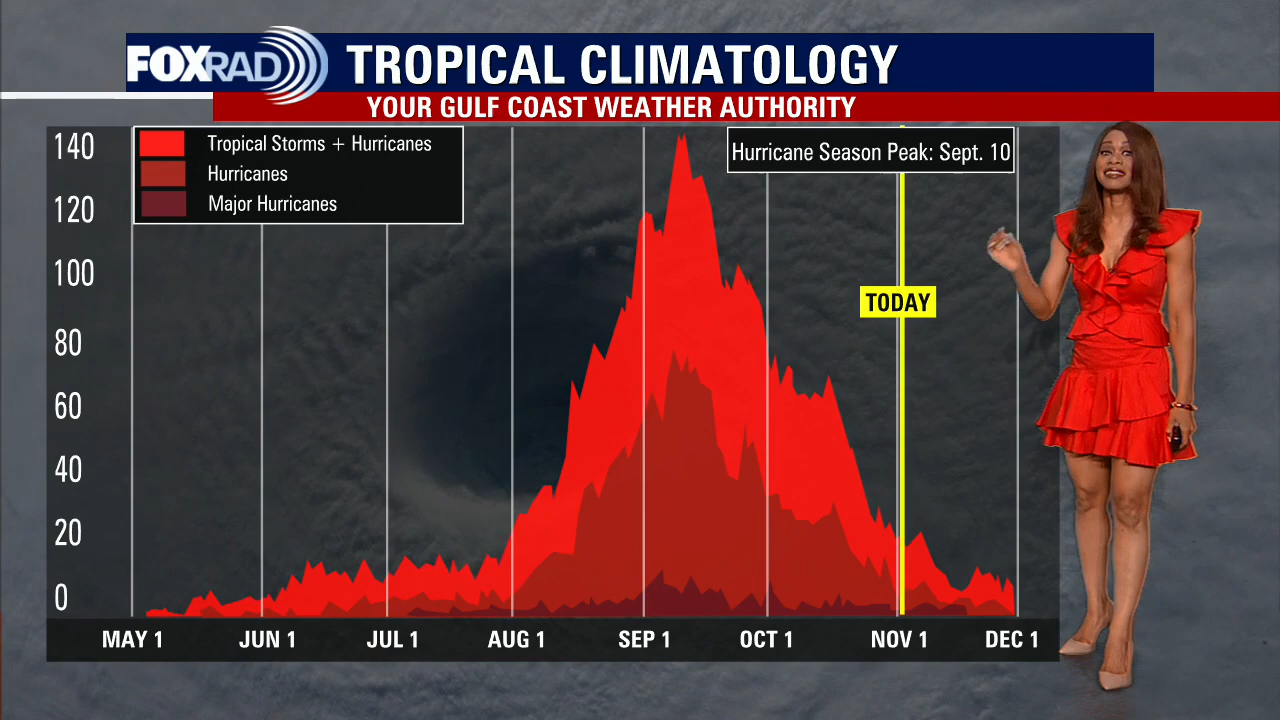 FOXRAD
TROPICAL CLIMATOLOGY
YOUR GULF COAST WEATHER AUTHORITY
Tropical Storms + Hurricanes
Hurricanes
Major Hurricanes
Hurricane Season Peak: Sept. 10
TODAY
140
120
100
80
60
40
20
0
MAY 1 JUN 1 JUL 1 AUG 1 SEP 1 OCT 1 NOV 1 DEC 1